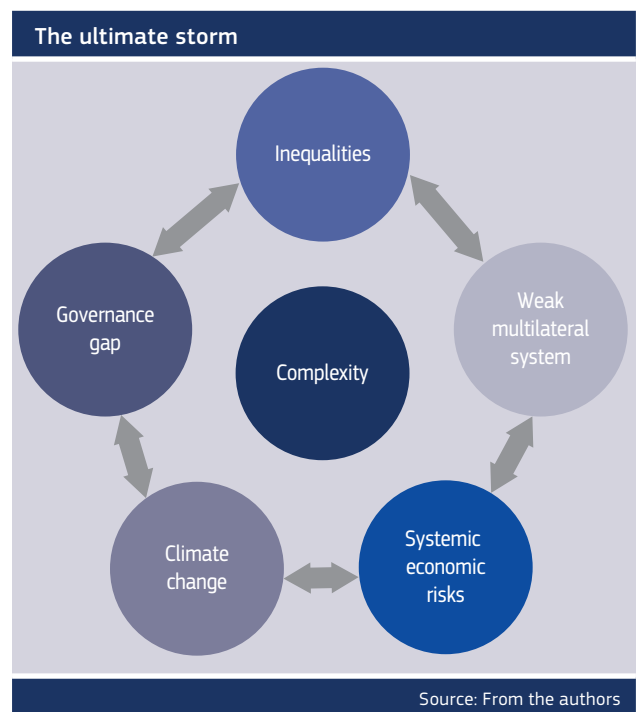 The ultimate storm
Inequalities
Governance
gap
Weak
multilateral
system
Complexity
Climate
change
Systemic
economic
risks
Source: From the authors